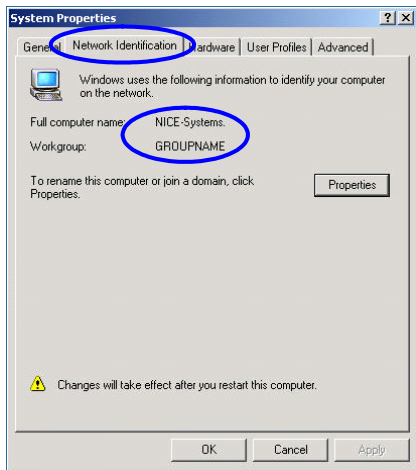 System Properties
General Network Identification Hardware User Profiles Advanced
Windows uses the following information to identify your computer
on the network.
Full computer name: NICE-Systems.
Workgroup: GROUPNAME
To rename this computer or join a domain, click
Properties.
Properties
Changes will take effect after you restart this computer.
OK Cancel Apply